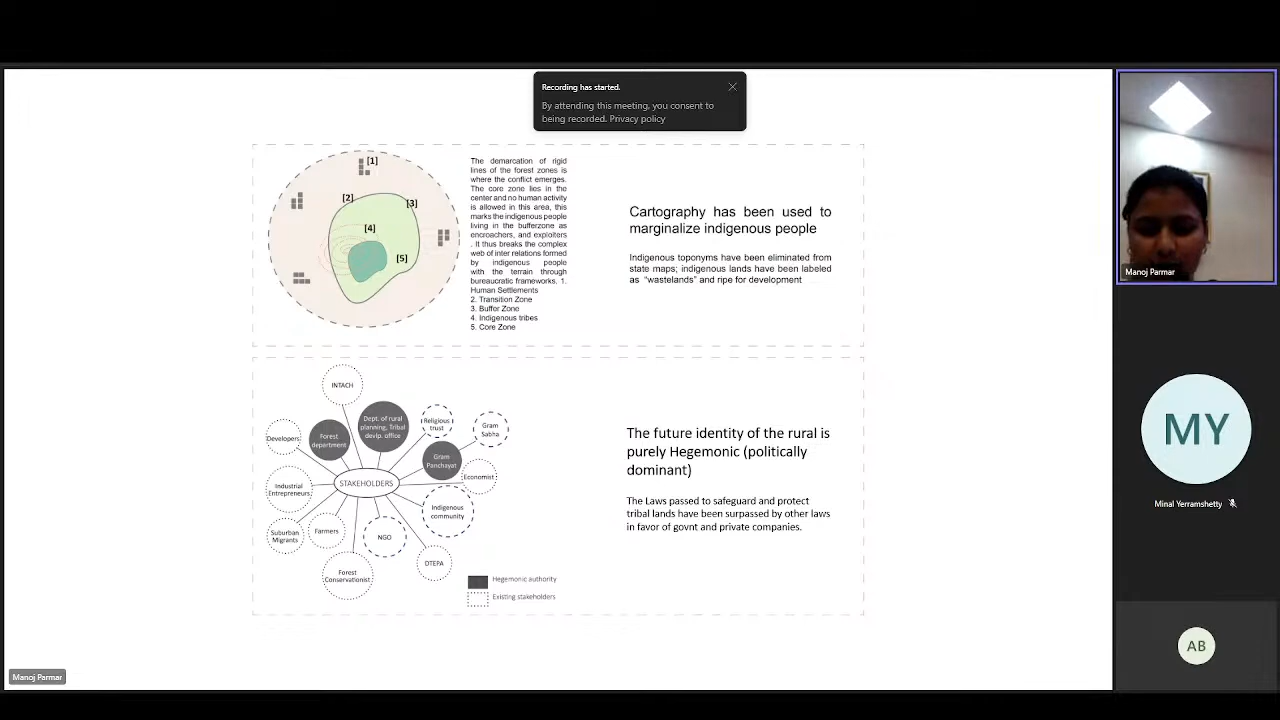 Recording has started.
By attending this meeting, you consent to
being recorded. Privacy policy
[1]
[2]
[3]
[4]
[5]
The demarcation of rigid
lines of the forest zones is
where the conflict emerges.
The core zone lies in the
center and no human activity
is allowed in this area, this
marks the indigenous people
living in the bufferzone as
encroachers, and exploiters
. It thus breaks the complex
web of inter relations formed
by indigenous people
with the terrain through
bureaucratic frameworks. 1.
Human Settlements
2. Transition Zone
3. Buffer Zone
4. Indigenous tribes
5. Core Zone
Cartography has been used to
marginalize indigenous people
Indigenous toponyms have been eliminated from
state maps; indigenous lands have been labeled
as "wastelands" and ripe for development
INTACH
Developers
Forest
department
Dept. of rural
planning, Tribal
devlp. office
Religious
trust
Gram
Sabha
Gram
Panchayat
Economist
STAKEHOLDERS
Industrial
Entrepreneurs
Indigenous
community
Suburban
Migrants
Farmers
NGO
DTEPA
Forest
Conservationist
Hegemonic authority
Existing stakeholders
The future identity of the rural is
purely Hegemonic (politically
dominant)
The Laws passed to safeguard and protect
tribal lands have been surpassed by other laws
in favor of govnt and private companies.
Manoj Parmar
MY
Minal Yerramshetty
AB
Manoj Parmar